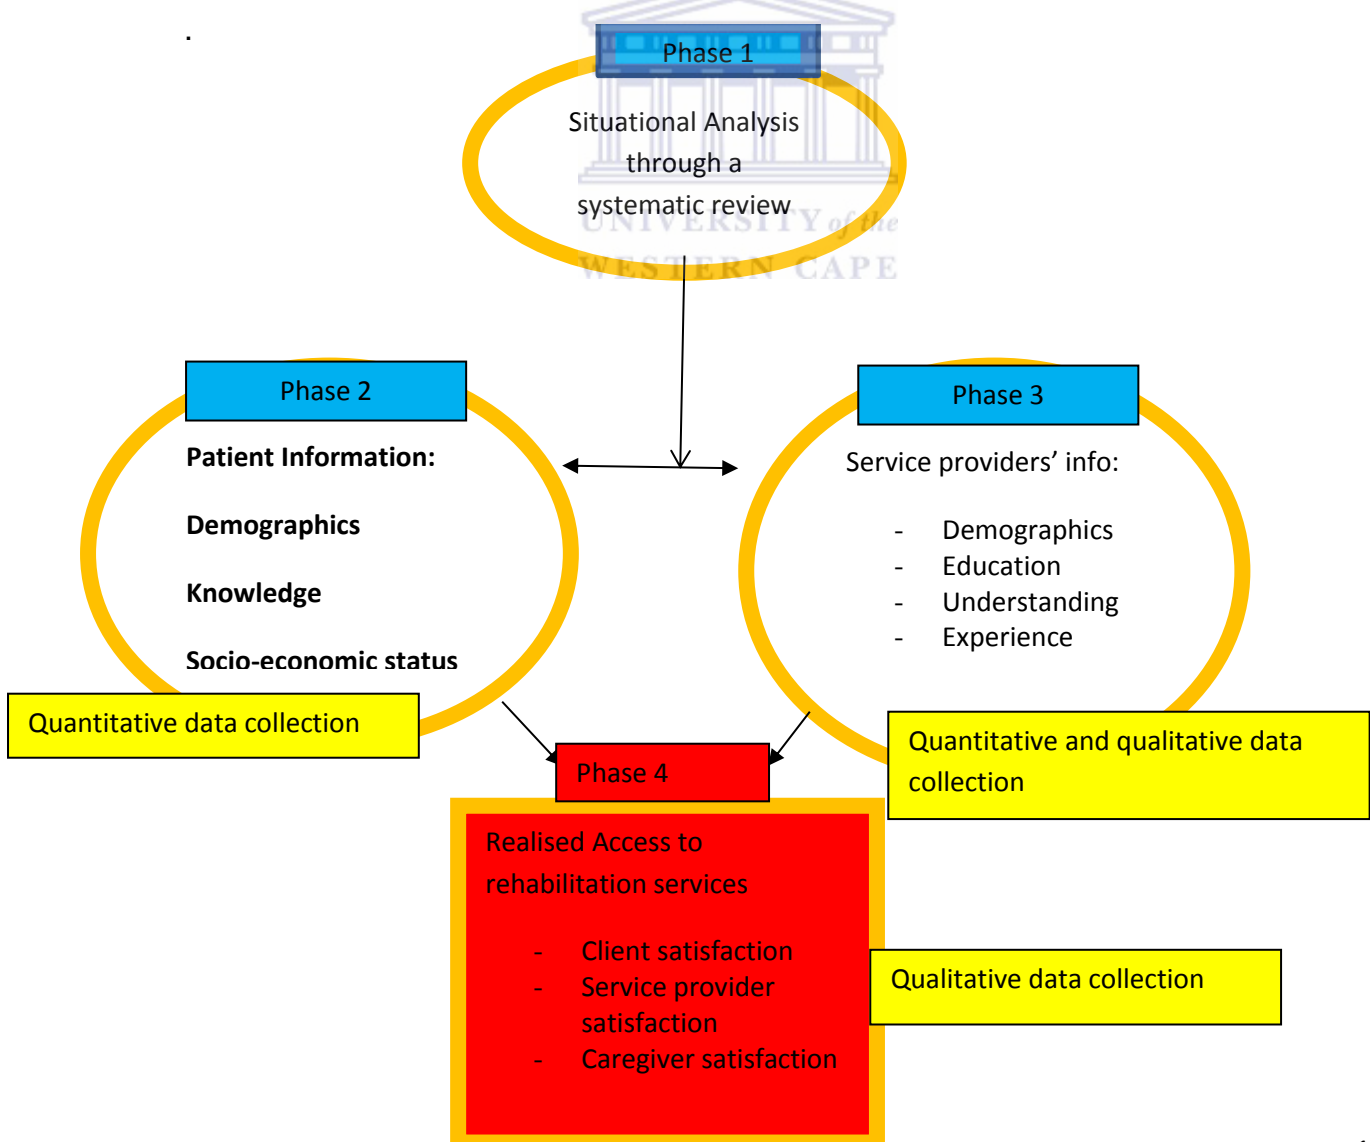 .
Phase 1
Situational Analysis
through a
systematic review
UNIVERSITY of the
WESTERN CAPE
Phase 2
Patient Information:
Demographics
Knowledge
Socio-economic status
Quantitative data collection
Phase 3
Service providers’ info:
- Demographics
- Education
- Understanding
- Experience
Quantitative and qualitative data
collection
Phase 4
Realised Access to
rehabilitation services
- Client satisfaction
- Service provider
satisfaction
- Caregiver satisfaction
Qualitative data collection